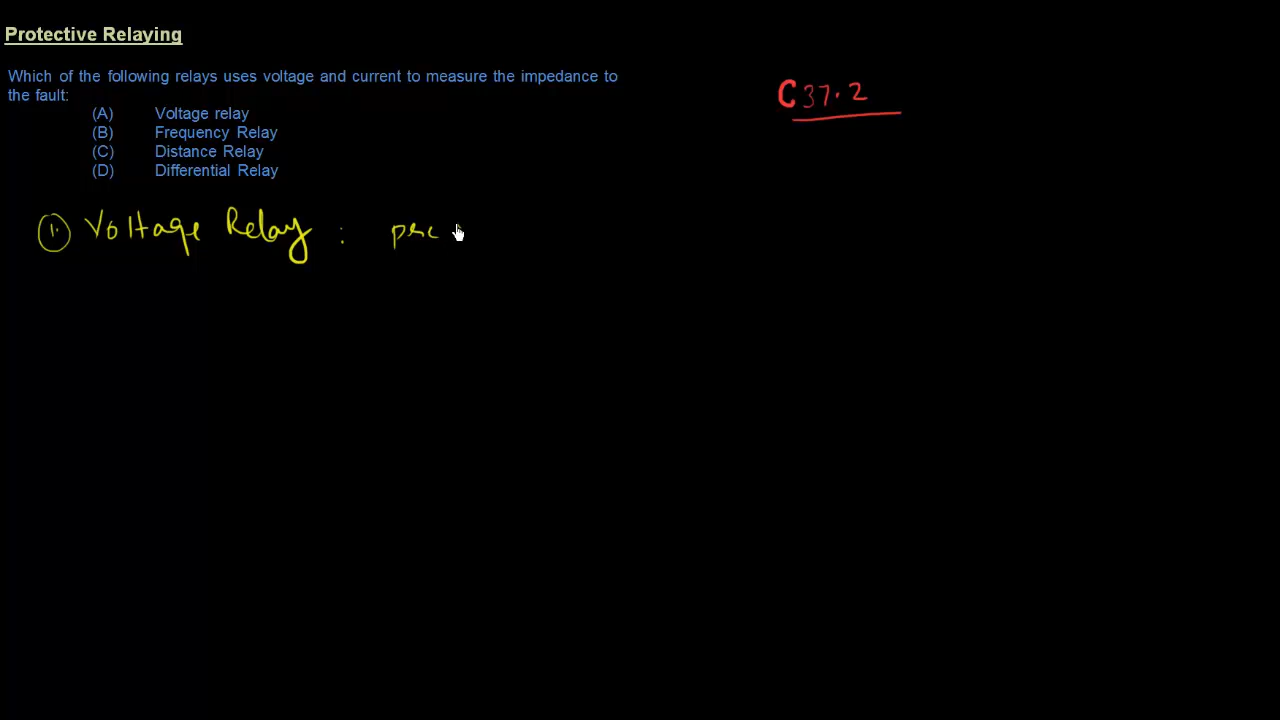 Protective Relaying
Which of the following relays uses voltage and current to measure the impedance to
the fault:
(A) Voltage relay
(B) Frequency Relay
(C) Distance Relay
(D) Differential Relay
C37.2
1. Voltage Relay :